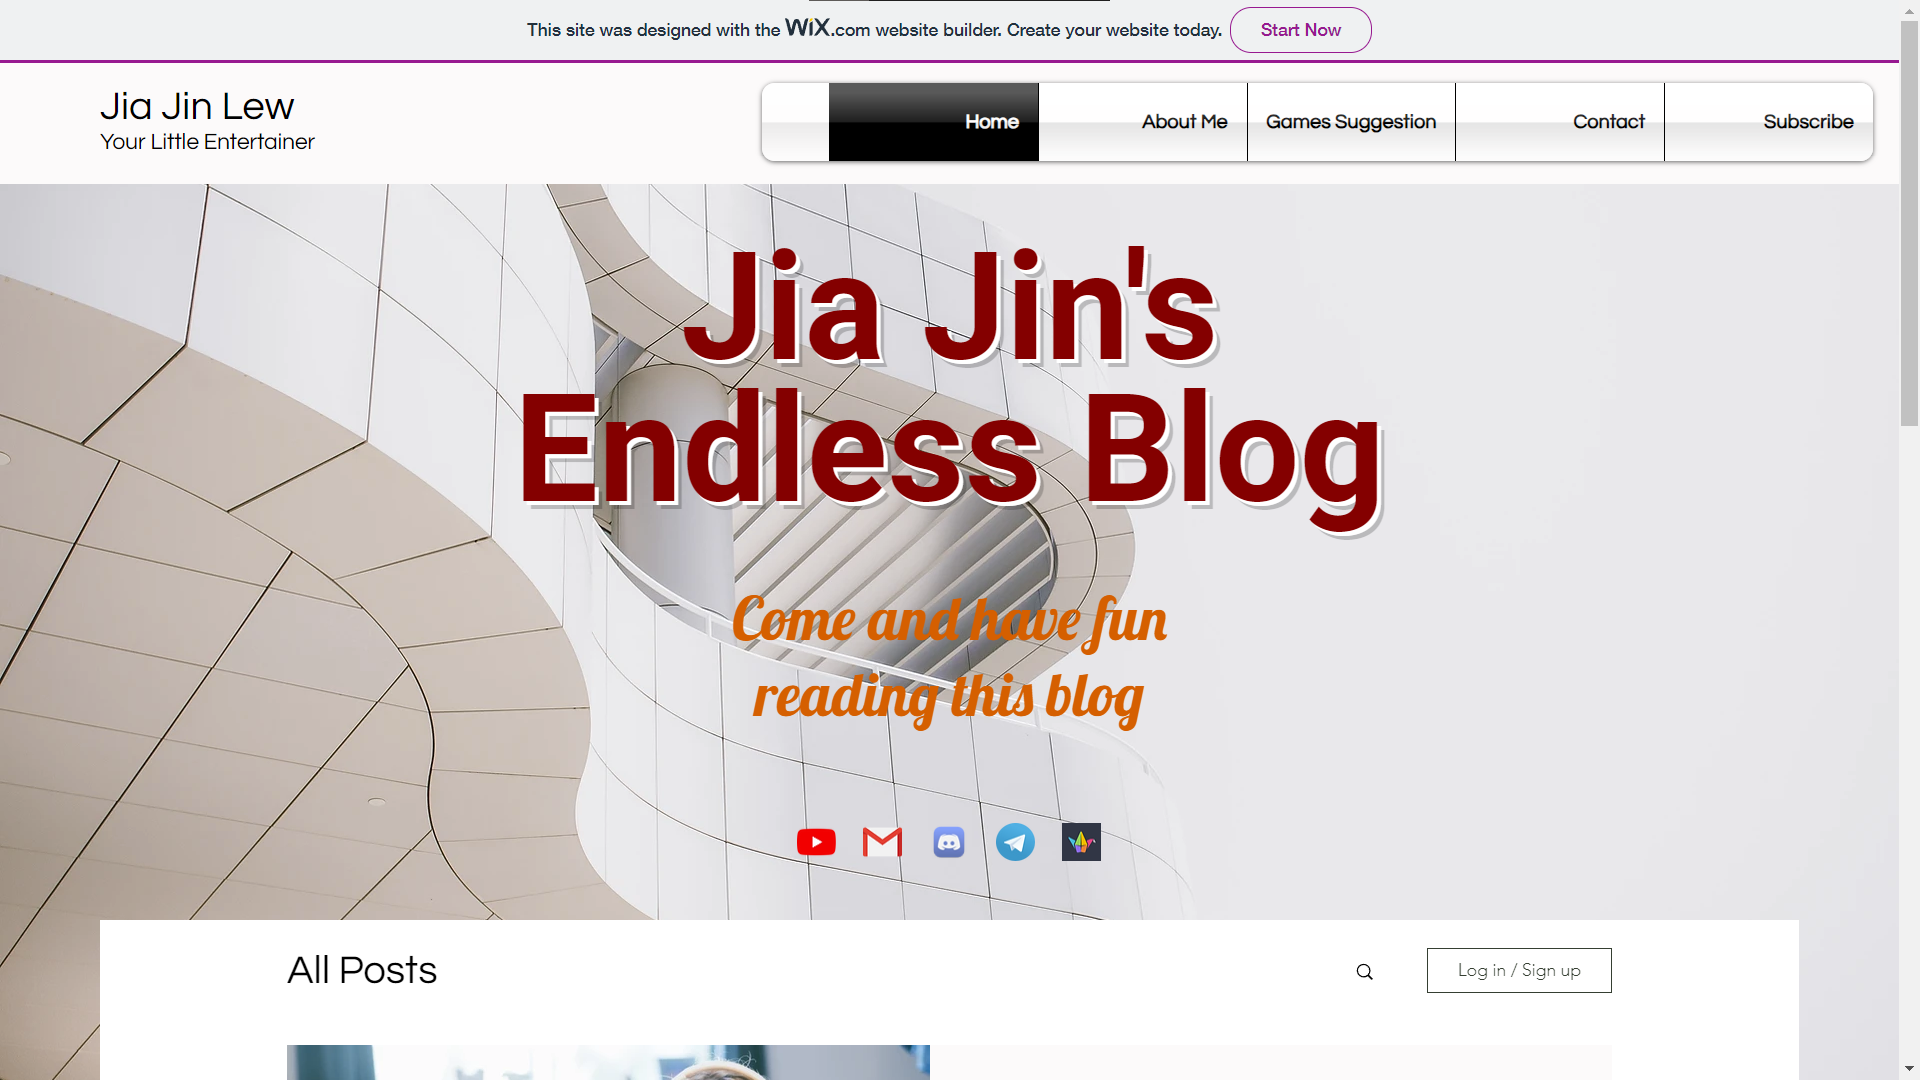 This site was designed with the WiX.com website builder. Create your website today. Start Now
Jia Jin Lew
Your Little Entertainer
Home About Me Games Suggestion Contact Subscribe
Jia Jin's
Endless Blog
Come and have fun
reading this blog
All Posts
Log in / Sign up